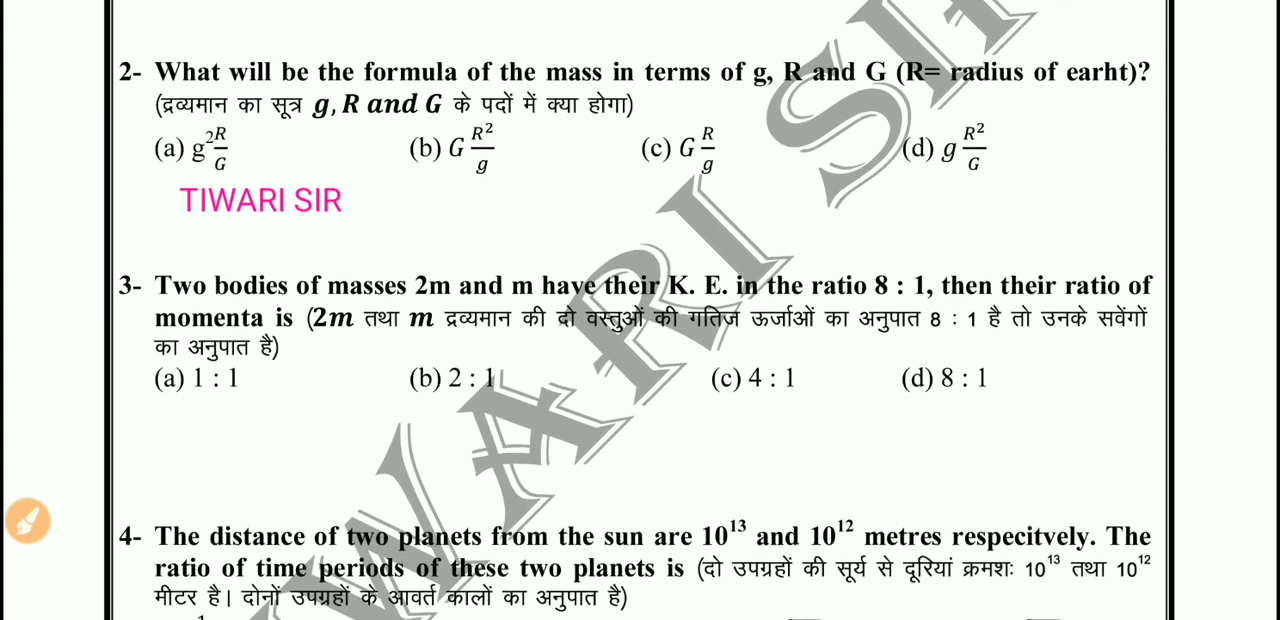 2- What will be the formula of the mass in terms of g, R and G (R= radius of earht)?
(द्रव्यमान का सूत्र g, R and G के पदों में क्या होगा)
(a) g^2R/G (b) G R²/g (c) G R/g (d) g R²/G
TIWARI SIR
3- Two bodies of masses 2m and m have their K. E. in the ratio 8 : 1, then their ratio of
momenta is (2m तथा m द्रव्यमान की दो वस्तुओं की गतिज ऊर्जाओं का अनुपात 8 : 1 है तो उनके सवेंगों
का अनुपात है)
(a) 1 : 1 (b) 2 : 1 (c) 4 : 1 (d) 8 : 1
4- The distance of two planets from the sun are 10¹³ and 10¹² metres respecitvely. The
ratio of time periods of these two planets is (दो उपग्रहों की सूर्य से दूरियां क्रमशः 10¹³ तथा 10¹²
मीटर है। दोनों उपग्रहों के आवर्त कालों का अनुपात है)